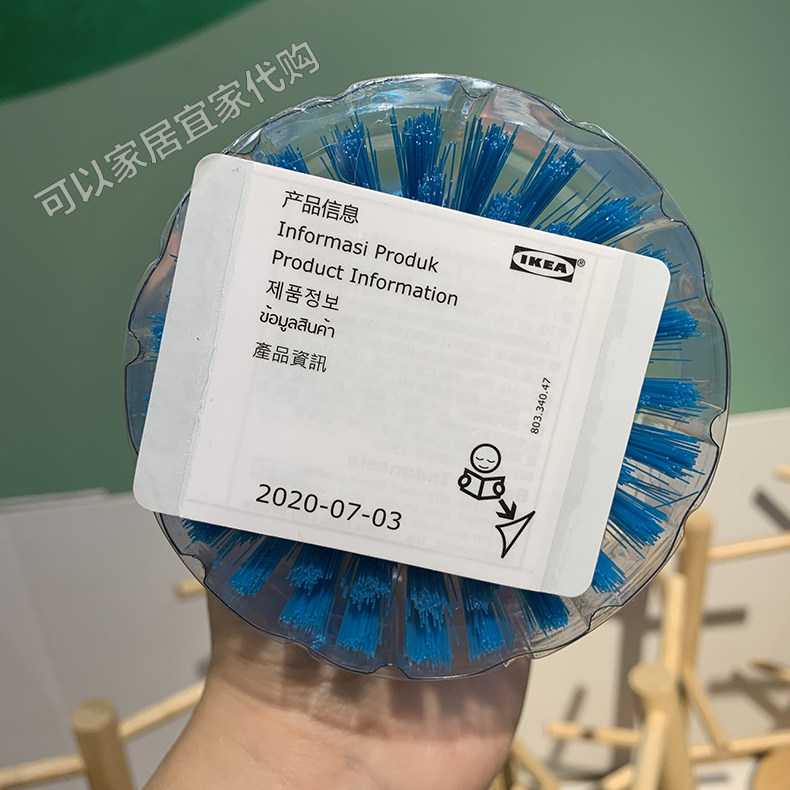 可以家居宜家代购
产品信息
Informasi Produk
Product Information
제품정보
ข้อมูลสินค้า
產品資訊
IKEA®
803.340.47
2020-07-03